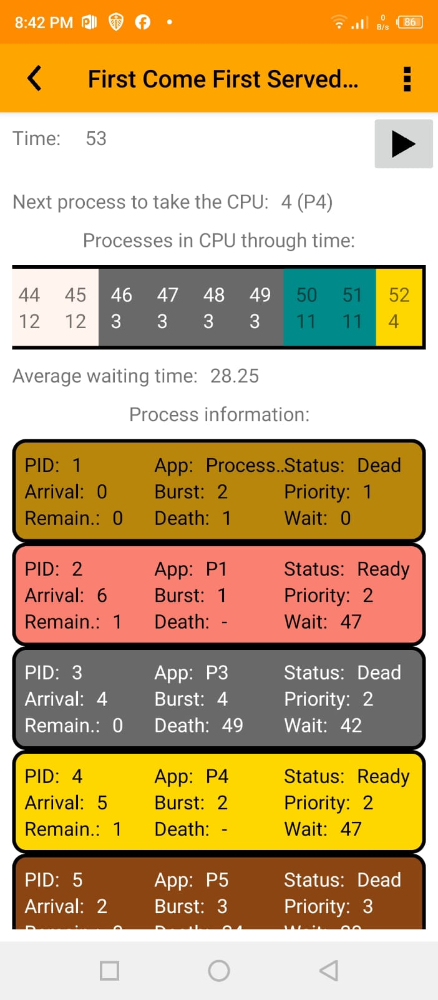 8:42 PM
0
B/s
86
First Come First Served...
Time: 53
Next process to take the CPU: 4 (P4)
Processes in CPU through time:
44 45 46 47 48 49 50 51 52
12 12 3 3 3 3 11 11 4
Average waiting time: 28.25
Process information:
PID: 1 App: Process.. Status: Dead
Arrival: 0 Burst: 2 Priority: 1
Remain.: 0 Death: 1 Wait: 0
PID: 2 App: P1 Status: Ready
Arrival: 6 Burst: 1 Priority: 2
Remain.: 1 Death: - Wait: 47
PID: 3 App: P3 Status: Dead
Arrival: 4 Burst: 4 Priority: 2
Remain.: 0 Death: 49 Wait: 42
PID: 4 App: P4 Status: Ready
Arrival: 5 Burst: 2 Priority: 2
Remain.: 1 Death: - Wait: 47
PID: 5 App: P5 Status: Dead
Arrival: 2 Burst: 3 Priority: 3